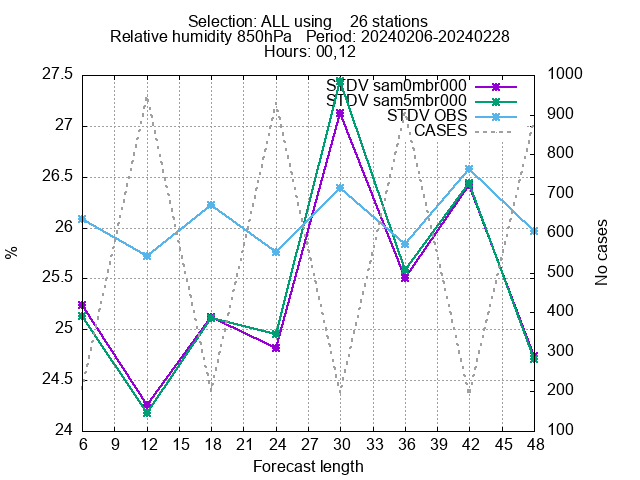 Selection: ALL using    26 stations
Relative humidity 850hPa   Period: 20240206-20240228
Hours: 00,12
27.5
27
26.5
26
25.5
25
24.5
24
%
STDV sam0mbr000
STDV sam5mbr000
STDV OBS
CASES
1000
900
800
700
600
500
400
300
200
100
No cases
6 9 12 15 18 21 24 27 30 33 36 39 42 45 48
Forecast length